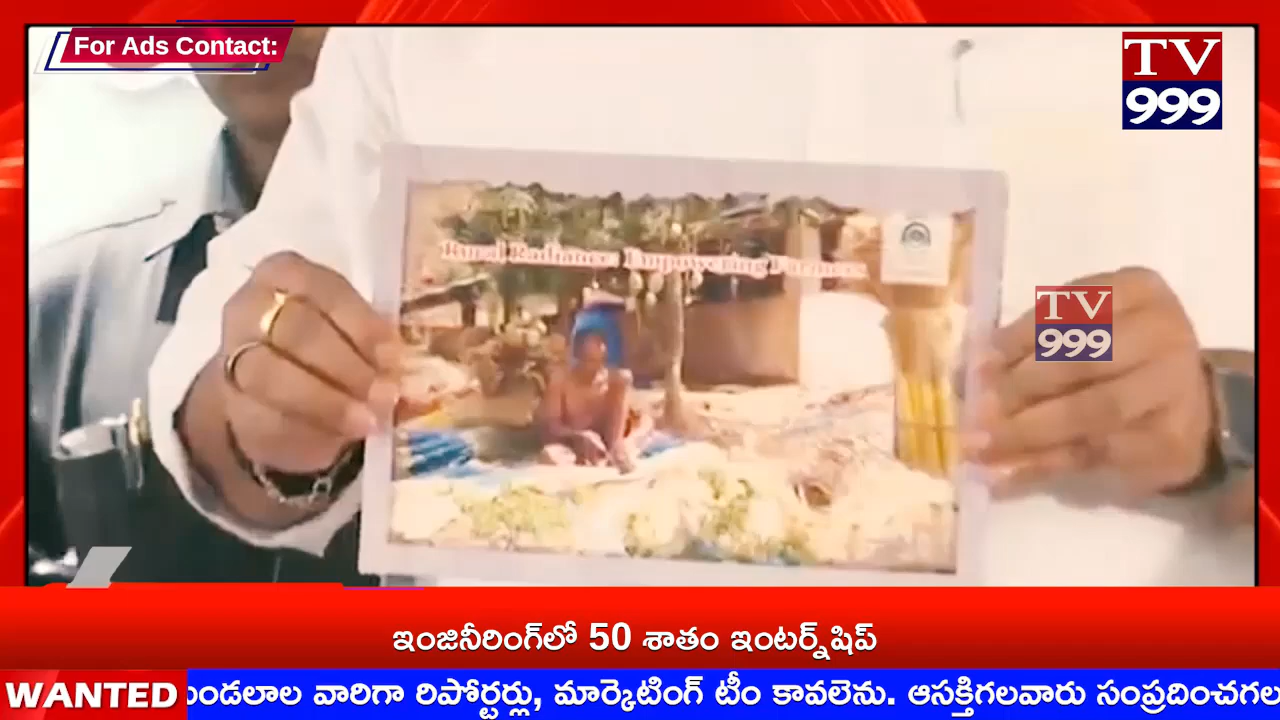 For Ads Contact:
TV
999
Rural Radiance: Empowering Farmers
TV
999
ఇంజినీరింగ్‌లో 50 శాతం ఇంటర్న్‌షిప్
WANTED
వారిగా రిపోర్టర్లు, మార్కెటింగ్ టీం కావలెను. ఆసక్తిగలవారు